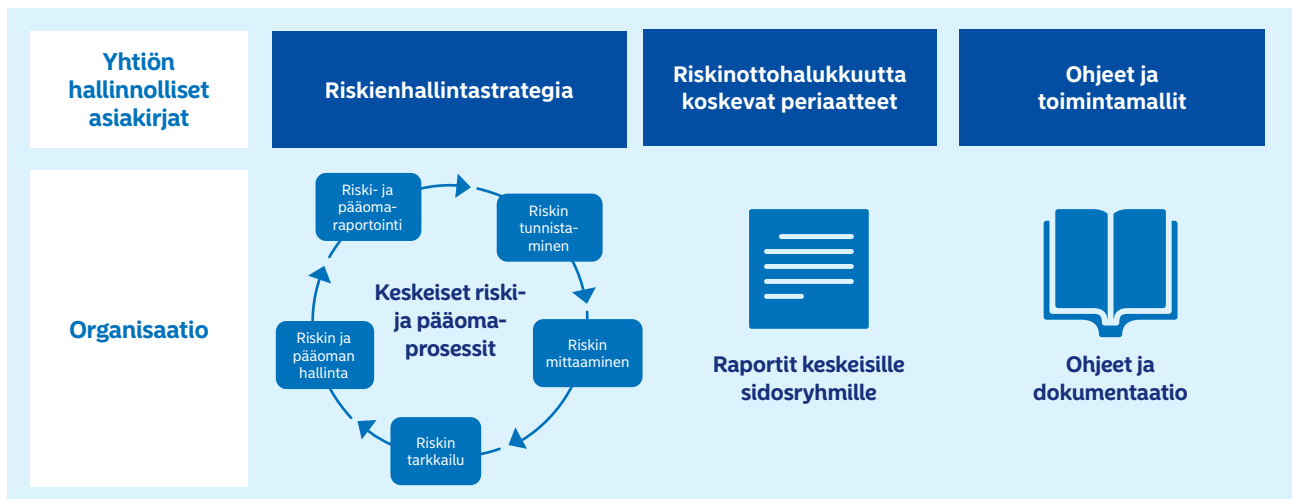 Yhtiön
hallinnolliset
asiakirjat
Riskienhallintastrategia
Riskinottohalukkuutta
koskevat periaatteet
Ohjeet ja
toimintamallit
Organisaatio
Riski- ja
pääoma-
raportointi
Riskin
tunnista-
minen
Riskin
mittaaminen
Riskin
tarkkailu
Riskin ja
pääoman
hallinta
Keskeiset riski-
ja pääoma-
prosessit
Raportit keskeisille
sidosryhmille
Ohjeet ja
dokumentaatio